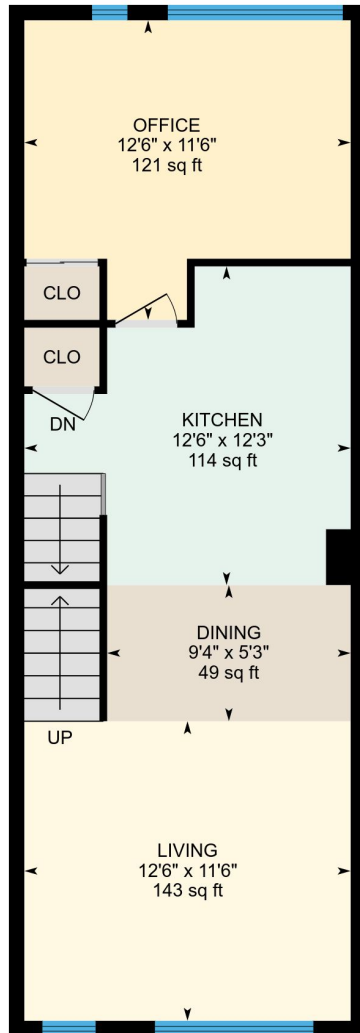 OFFICE
12'6" x 11'6"
121 sq ft
CLO
CLO
DN
KITCHEN
12'6" x 12'3"
114 sq ft
DINING
9'4" x 5'3"
49 sq ft
UP
LIVING
12'6" x 11'6"
143 sq ft